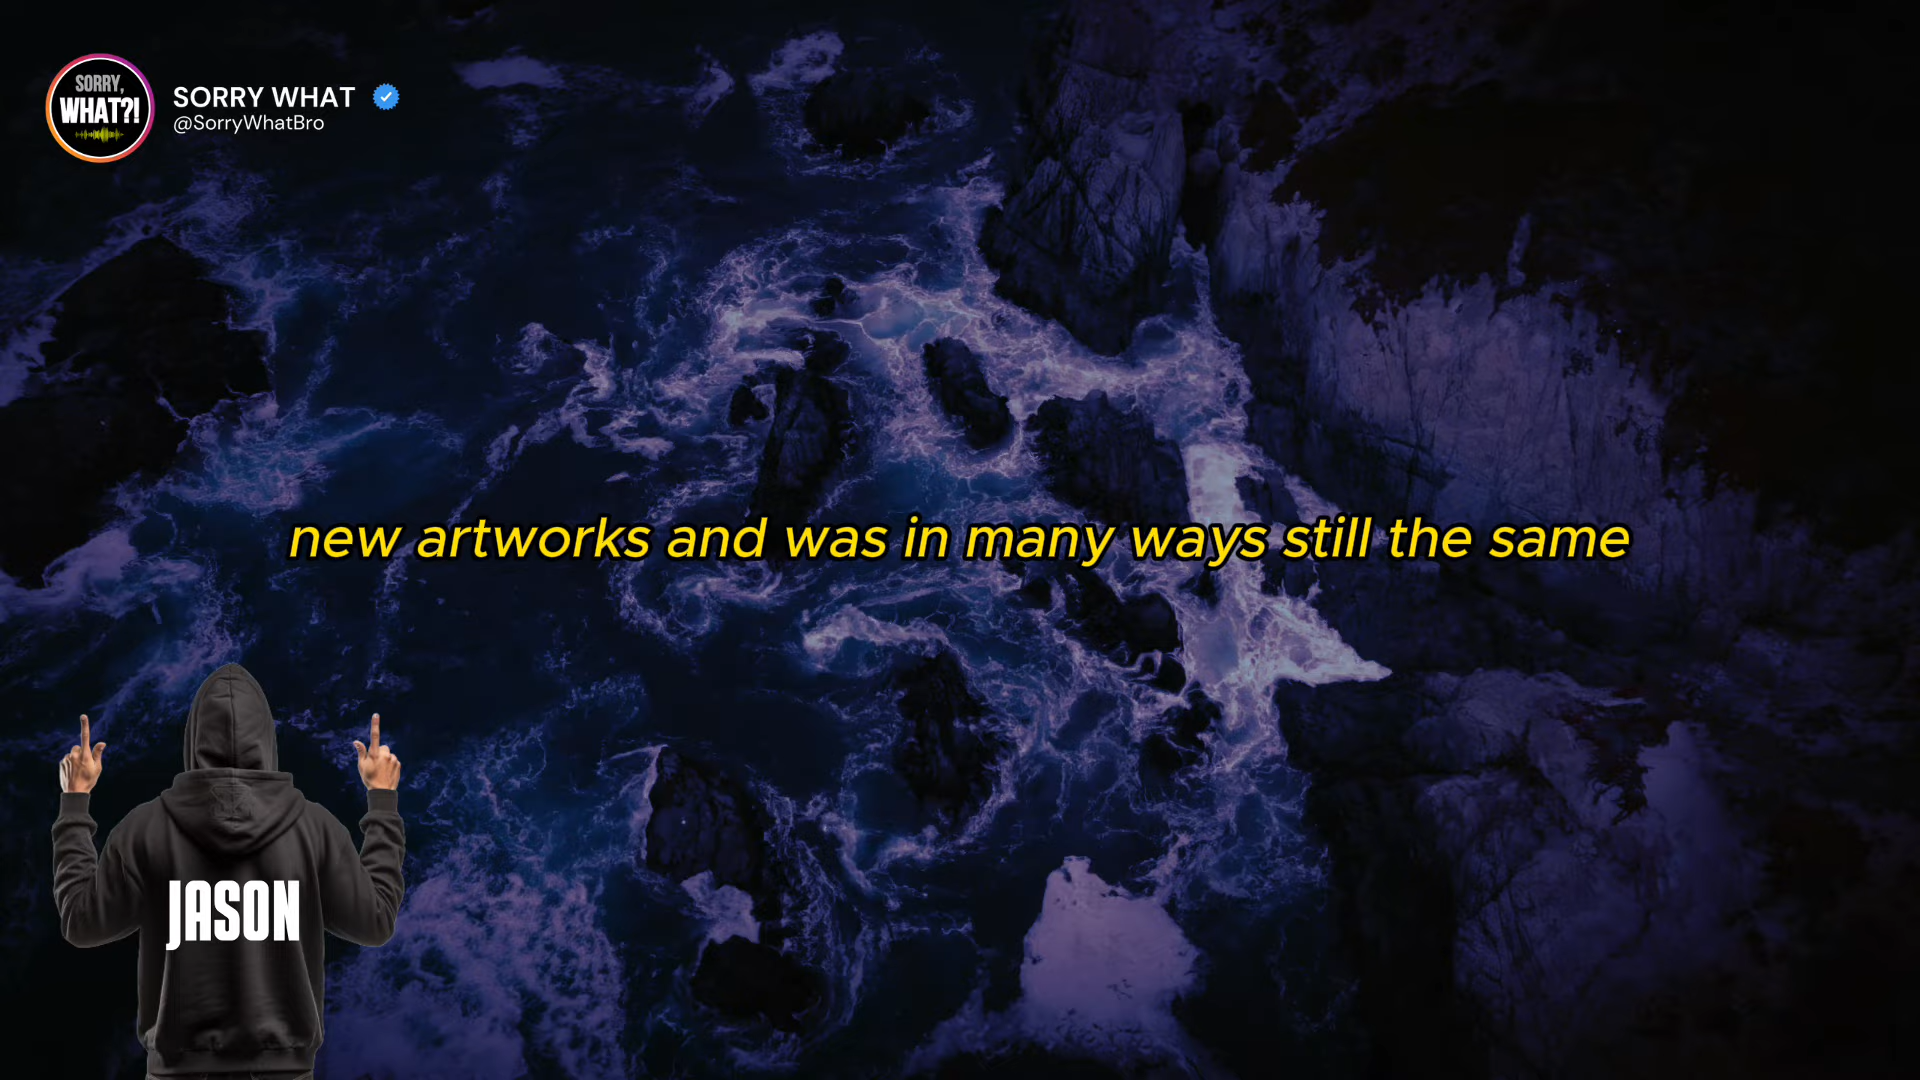 SORRY,
WHAT?!
SORRY WHAT
@SorryWhatBro
new artworks and was in many ways still the same
JASON